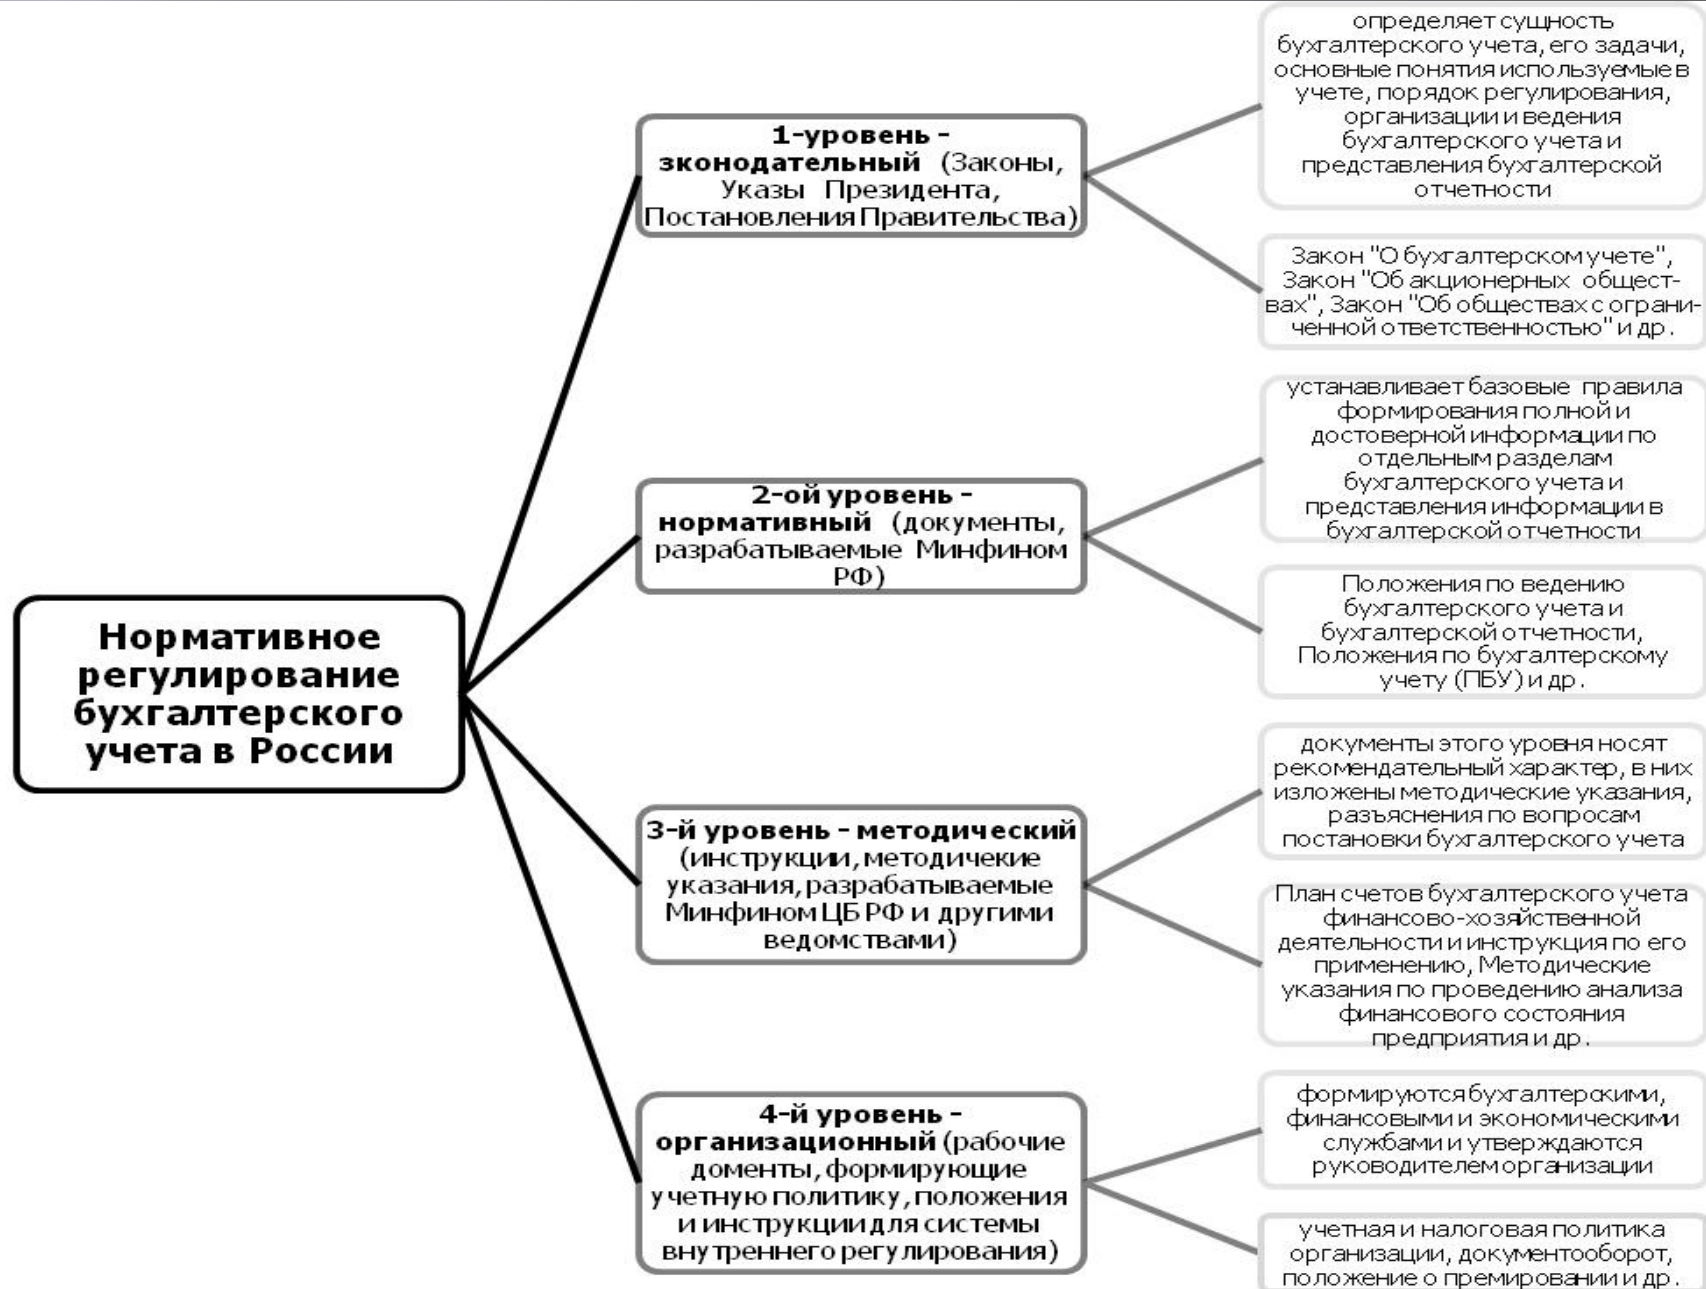 Нормативное
регулирование
бухгалтерского
учета в России
1-уровень -
зконодательный (Законы,
Указы Президента,
Постановления Правительства)
определяет сущность
бухгалтерского учета, его задачи,
основные понятия используемые в
учете, порядок регулирования,
организации и ведения
бухгалтерского учета и
представления бухгалтерской
отчетности
Закон "О бухгалтерском учете",
Закон "Об акционерных общест-
вах", Закон "Об обществах с ограни-
ченной ответственностью" и др.
2-ой уровень -
нормативный (документы,
разрабатываемые Минфином
РФ)
устанавливает базовые правила
формирования полной и
достоверной информации по
отдельным разделам
бухгалтерского учета и
представления информации в
бухгалтерской отчетности
Положения по ведению
бухгалтерского учета и
бухгалтерской отчетности,
Положения по бухгалтерскому
учету (ПБУ) и др.
3-й уровень - методический
(инструкции, методичекие
указания, разрабатываемые
Минфином ЦБ РФ и другими
ведомствами)
документы этого уровня носят
рекомендательный характер, в них
изложены методические указания,
разъяснения по вопросам
постановки бухгалтерского учета
План счетов бухгалтерского учета
финансово-хозяйственной
деятельности и инструкция по его
применению, Методические
указания по проведению анализа
финансового состояния
предприятия и др.
4-й уровень -
организационный (рабочие
доменты, формирующие
учетную политику, положения
и инструкции для системы
внутреннего регулирования)
формируются бухгалтерскими,
финансовыми и экономическими
службами и утверждаются
руководителем организации
учетная и налоговая политика
организации, документооборот,
положение о премировании и др.